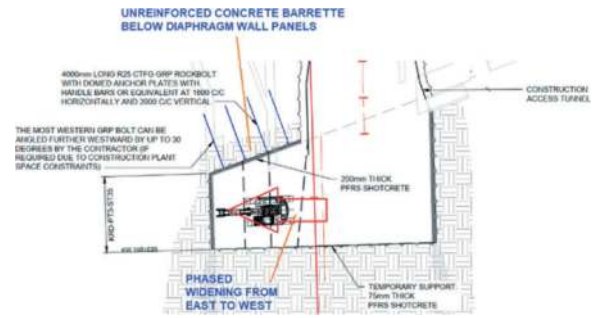 UNREINFORCED CONCRETE BARRETTE
BELOW DIAPHRAGM WALL PANELS
4000mm LONG R25 CTFG GRP ROCKBOLT
WITH DOMED ANCHOR PLATES WITH
HANDLE BARS OR EQUIVALENT AT
HORIZONTALLY AND 2000 C/C VERTICAL
THE MOST WESTERN GRP BOLT CAN BE
ANGLED FURTHER WESTWARD BY UP TO 30
DEGREES BY THE CONTRACTOR (IF
REQUIRED DUE TO CONSTRUCTION PLANT
SPACE CONSTRAINTS)
CONSTRUCTION
ACCESS TUNNEL
200mm THICK
PFRS SHOTCRETE
PHASED
WIDENING FROM
EAST TO WEST
TEMPORARY SUPPORT
75mm THICK
PFRS SHOTCRETE